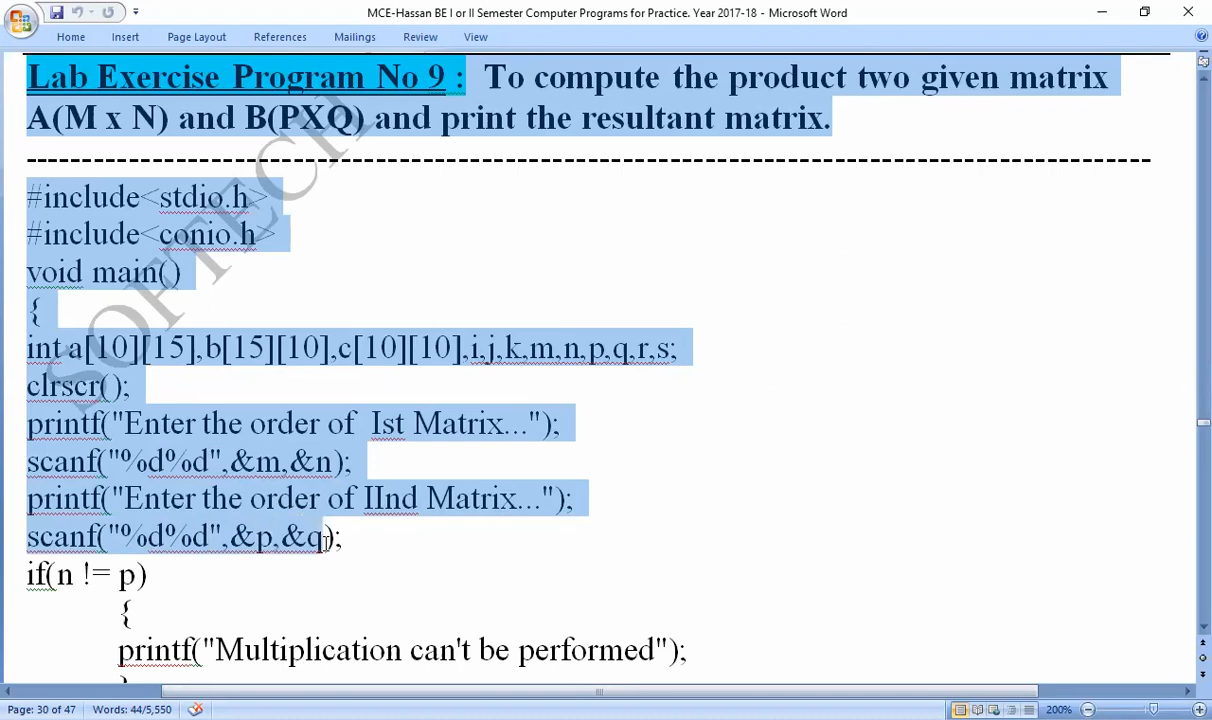 MCE-Hassan BE I or II Semester Computer Programs for Practice. Year 2017-18 - Microsoft Word
Home Insert Page Layout References Mailings Review View
Lab Exercise Program No 9 : To compute the product two given matrix
A(M x N) and B(PXQ) and print the resultant matrix.
--------------------------------------------------------------------------------
#include<stdio.h>
#include<conio.h>
void main()
{
int a[10][15],b[15][10],c[10][10],i,j,k,m,n,p,q,r,s;
clrscr();
printf("Enter the order of  Ist Matrix...");
scanf("%d%d",&m,&n);
printf("Enter the order of IInd Matrix...");
scanf("%d%d",&p,&q);
if(n != p)
{
printf("Multiplication can't be performed");
SOFTECH
Page: 30 of 47 Words: 44/5,550 200%